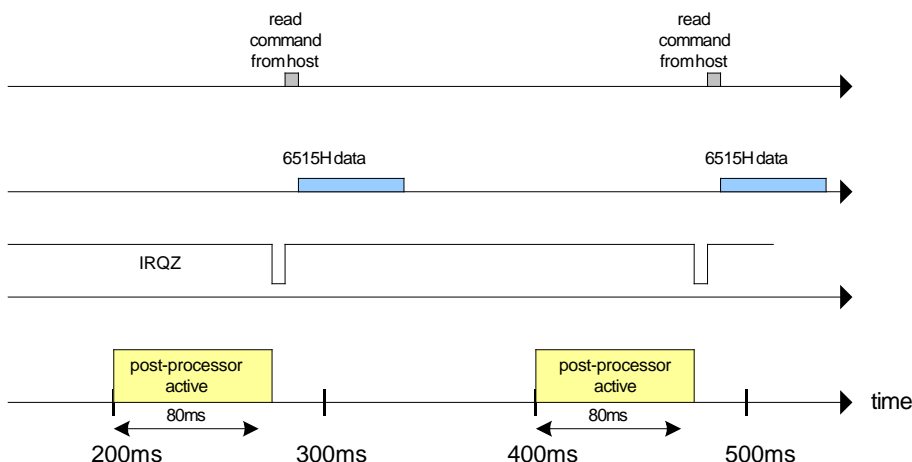 read
command
from host
read
command
from host
6515H data
6515H data
IRQZ
post-processor
active
post-processor
active
time
80ms
80ms
200ms
300ms
400ms
500ms